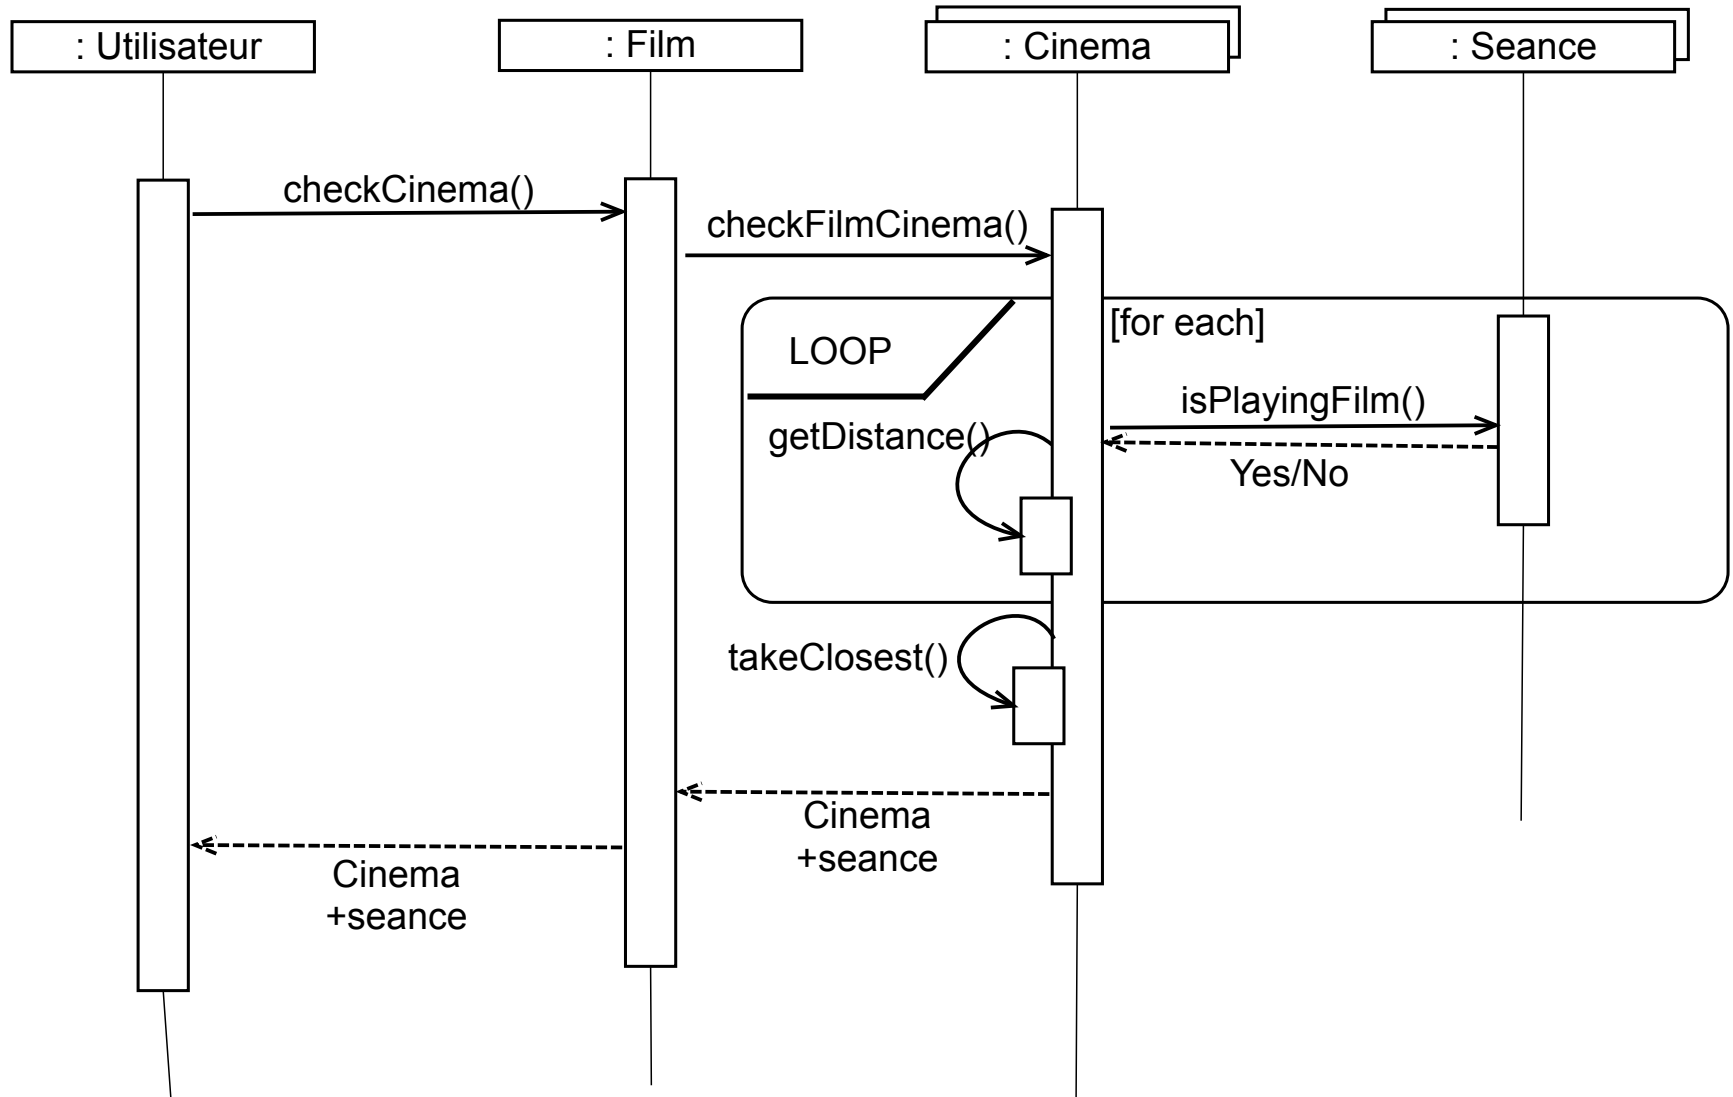 : Utilisateur
: Film
: Cinema
: Seance
checkCinema()
checkFilmCinema()
[for each]
LOOP
isPlayingFilm()
getDistance()
Yes/No
takeClosest()
Cinema
+seance
Cinema
+seance